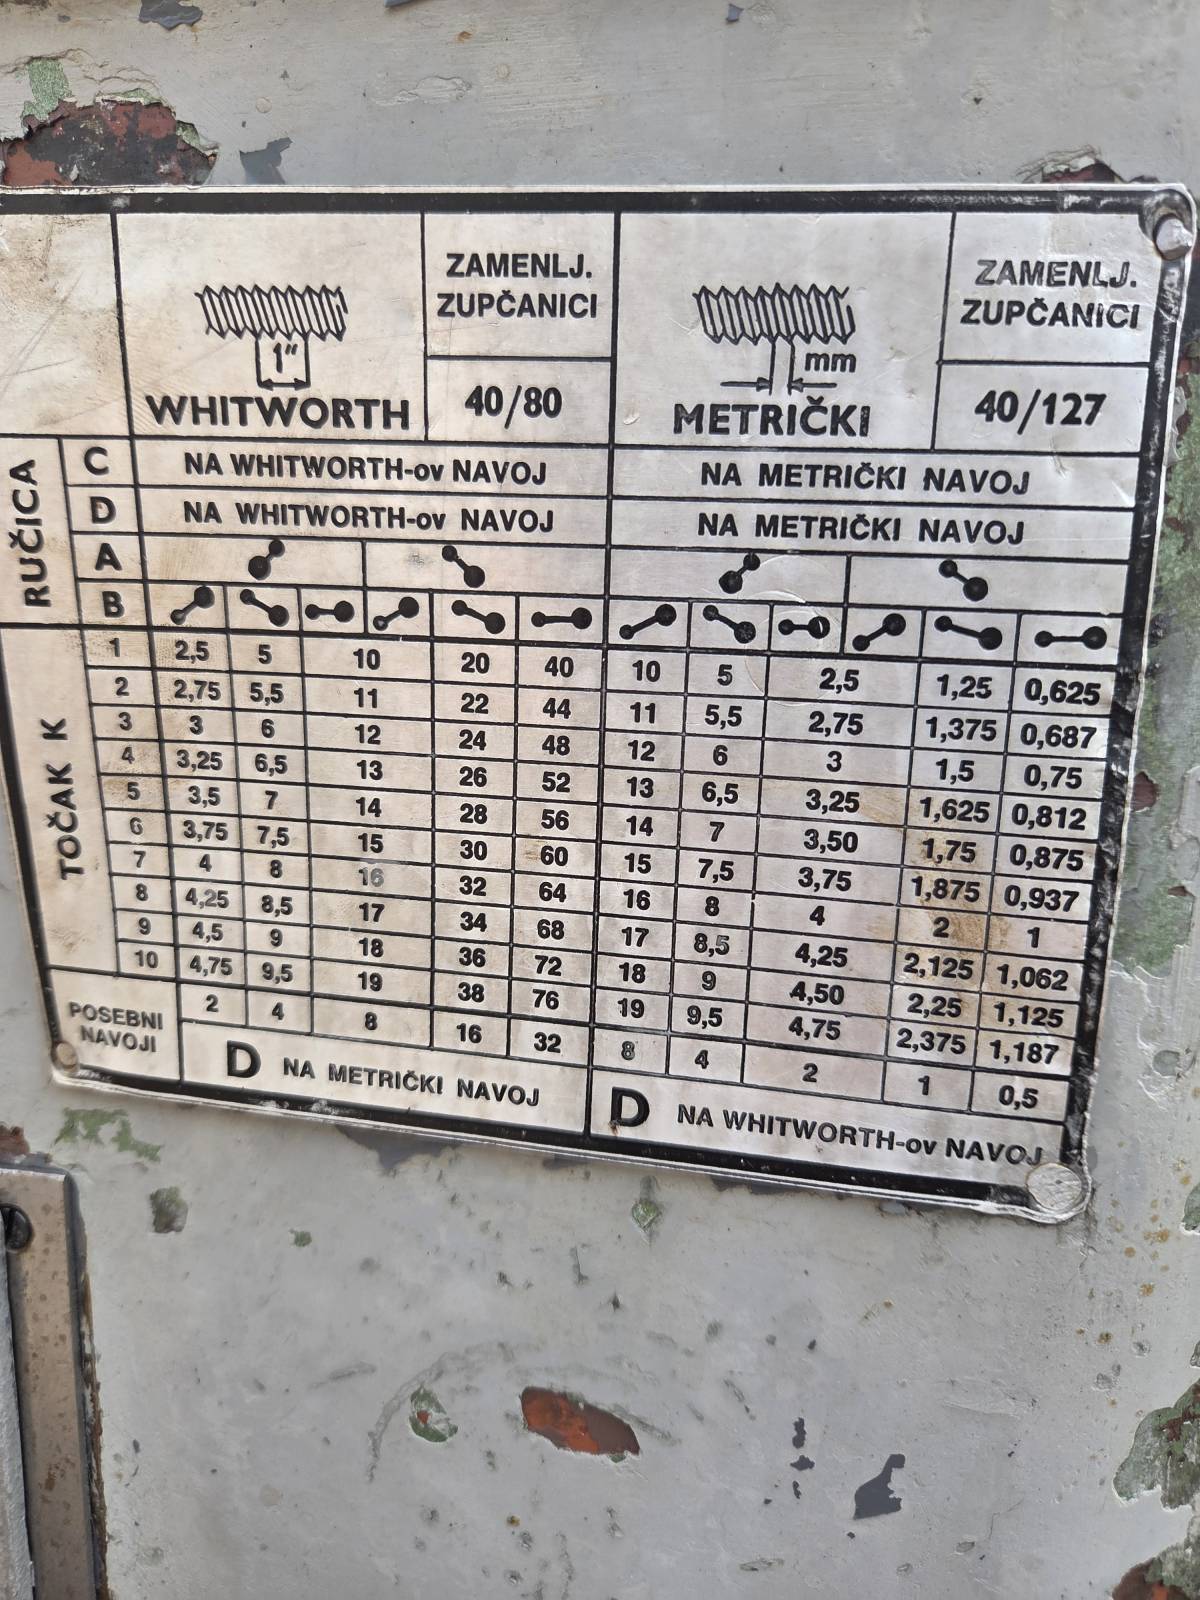 ZAMENLJ.
ZUPČANICI
1"
WHITWORTH
40/80
mm
METRIČKI
ZAMENLJ.
ZUPČANICI
40/127
RUČICA
C NA WHITWORTH-ov NAVOJ NA METRIČKI NAVOJ
D NA WHITWORTH-ov NAVOJ NA METRIČKI NAVOJ
A
B
TOČAK K
1 2,5 5 10 20 40 10 5 2,5 1,25 0,625
2 2,75 5,5 11 22 44 11 5,5 2,75 1,375 0,687
3 3 6 12 24 48 12 6 3 1,5 0,75
4 3,25 6,5 13 26 52 13 6,5 3,25 1,625 0,812
5 3,5 7 14 28 56 14 7 3,50 1,75 0,875
6 3,75 7,5 15 30 60 15 7,5 3,75 1,875 0,937
7 4 8 16 32 64 16 8 4 2 1
8 4,25 8,5 17 34 68 17 8,5 4,25 2,125 1,062
9 4,5 9 18 36 72 18 9 4,50 2,25 1,125
10 4,75 9,5 19 38 76 19 9,5 4,75 2,375 1,187
POSEBNI
NAVOJI
2 4 8 16 32 8 4 2 1 0,5
D NA METRIČKI NAVOJ D NA WHITWORTH-ov NAVOJ